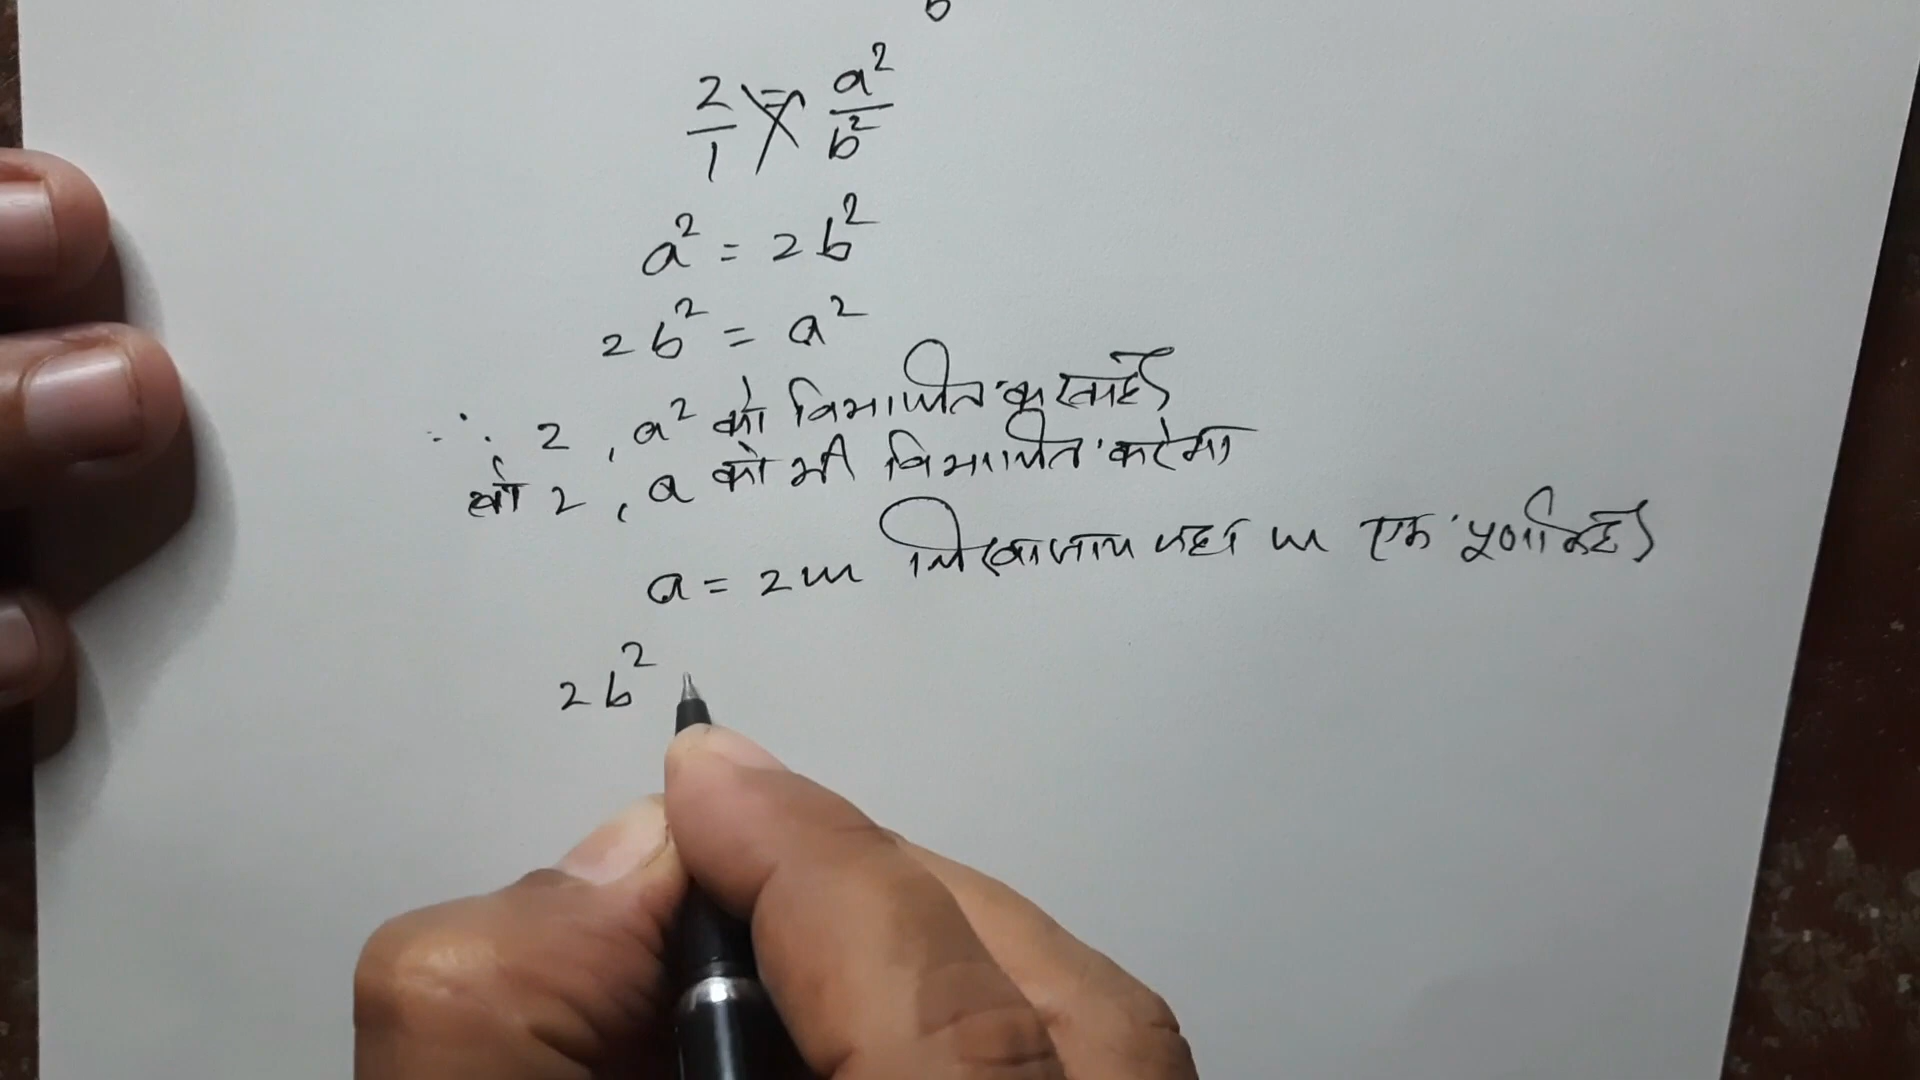 b
2/1 = a²/b²
a² = 2b²
2b² = a²
∴ 2, a² को विभाजित करता है
तो 2, a को भी विभाजित करेगा
a = 2m लिखा जाय जहाँ m एक पूर्णांक है
2b²